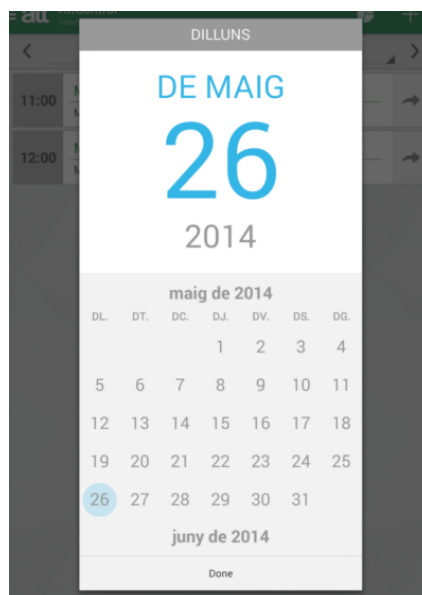 DILLUNS
DE MAIG
26
2014
11:00
12:00
maig de 2014
DL. DT. DC. DJ. DV. DS. DG.
1 2 3 4
5 6 7 8 9 10 11
12 13 14 15 16 17 18
19 20 21 22 23 24 25
26 27 28 29 30 31
juny de 2014
Done